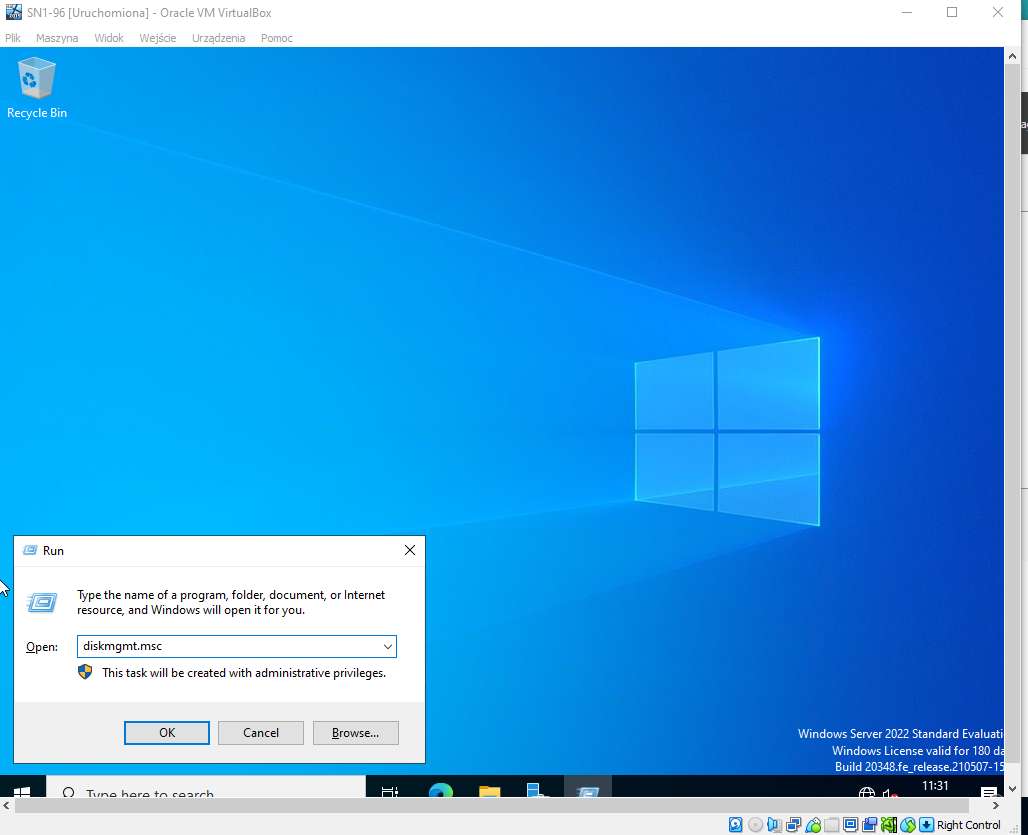 SN1-96 [Uruchomiona] - Oracle VM VirtualBox
Plik Maszyna Widok Wejście Urządzenia Pomoc
Recycle Bin
Run
Type the name of a program, folder, document, or Internet
resource, and Windows will open it for you.
Open: diskmgmt.msc
This task will be created with administrative privileges.
OK Cancel Browse...
Windows Server 2022 Standard Evaluati
Windows License valid for 180 da
Build 20348.fe_release.210507-15
Type here to search
11:31
Right Control